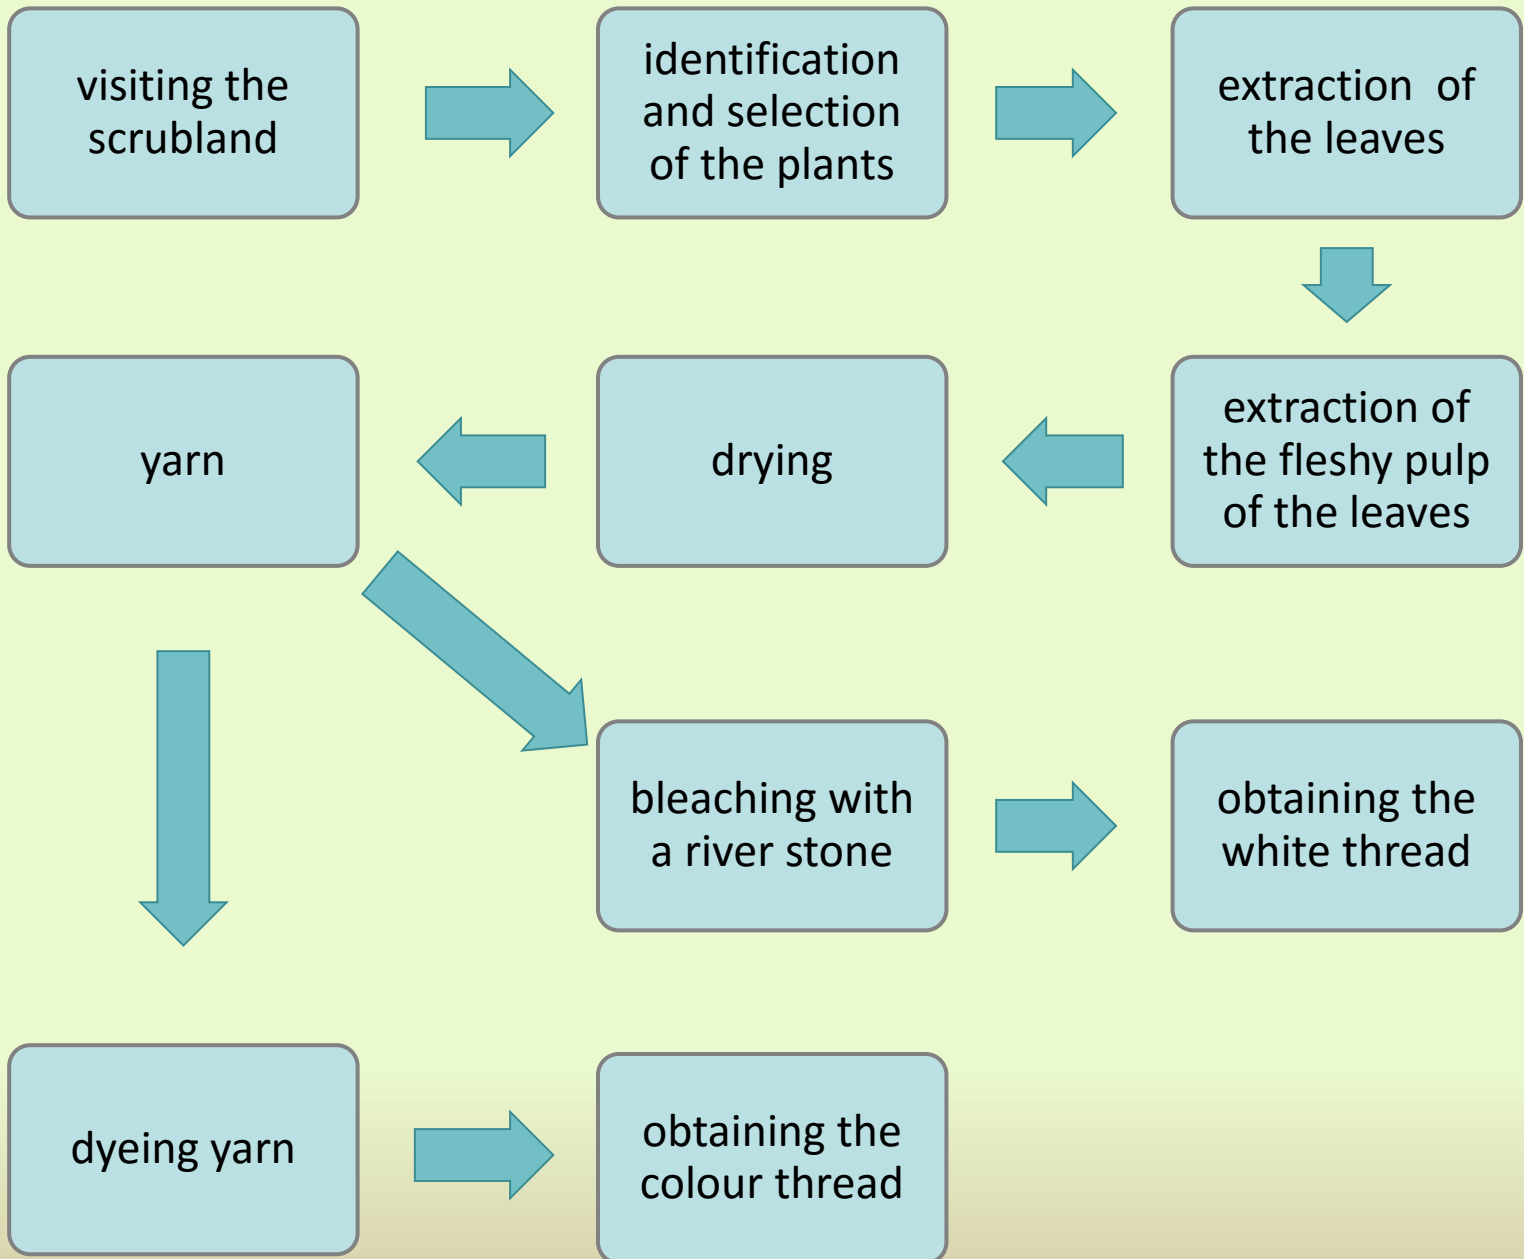 visiting the
scrubland
identification
and selection
of the plants
extraction  of
the leaves
extraction of
the fleshy pulp
of the leaves
drying
yarn
bleaching with
a river stone
obtaining the
white thread
dyeing yarn
obtaining the
colour thread